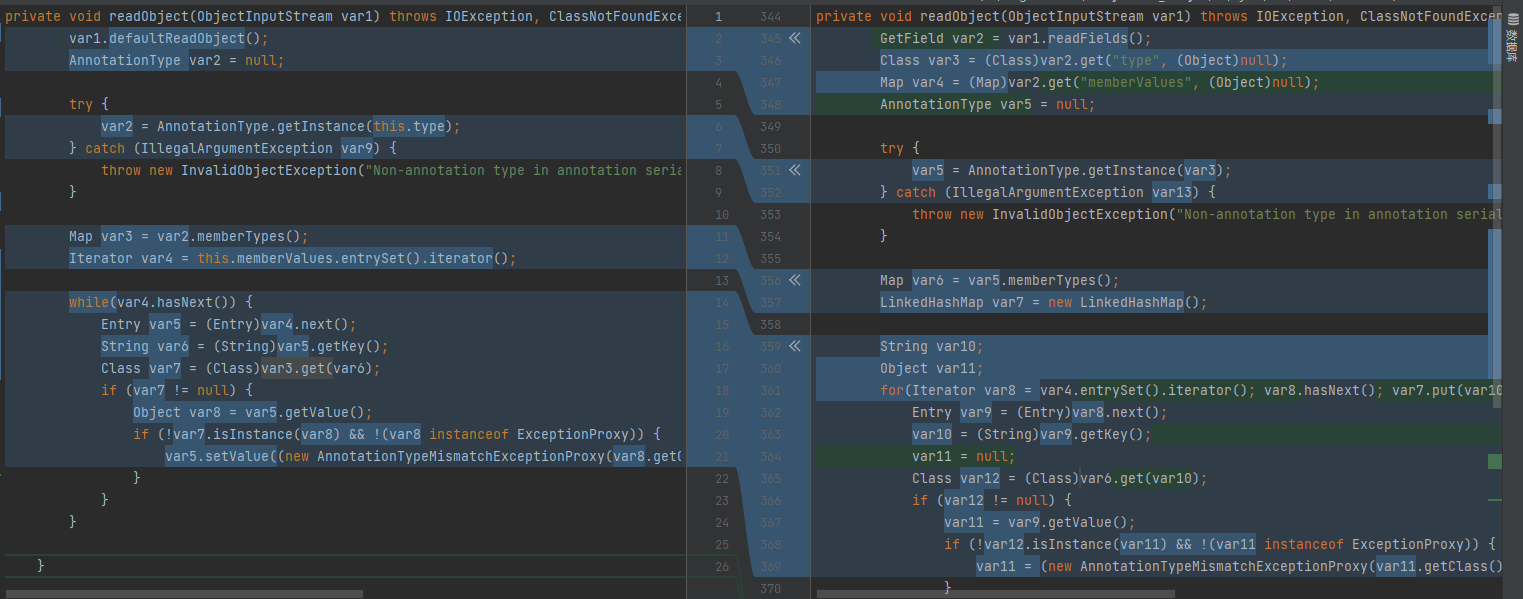 private void readObject(ObjectInputStream var1) throws IOException, ClassNotFoundExce
var1.defaultReadObject();
AnnotationType var2 = null;
try {
var2 = AnnotationType.getInstance(this.type);
} catch (IllegalArgumentException var9) {
throw new InvalidObjectException("Non-annotation type in annotation seria
}
Map var3 = var2.memberTypes();
Iterator var4 = this.memberValues.entrySet().iterator();
while(var4.hasNext()) {
Entry var5 = (Entry)var4.next();
String var6 = (String)var5.getKey();
Class var7 = (Class)var3.get(var6);
if (var7 != null) {
Object var8 = var5.getValue();
if (!var7.isInstance(var8) && !(var8 instanceof ExceptionProxy)) {
var5.setValue((new AnnotationTypeMismatchExceptionProxy(var8.getC
}
}
}
}
1
2
3
4
5
6
7
8
9
10
11
12
13
14
15
16
17
18
19
20
21
22
23
24
25
26
344
345
346
347
348
349
350
351
352
353
354
355
356
357
358
359
360
361
362
363
364
365
366
367
368
369
370
private void readObject(ObjectInputStream var1) throws IOException, ClassNotFoundExcep
GetField var2 = var1.readFields();
Class var3 = (Class)var2.get("type", (Object)null);
Map var4 = (Map)var2.get("memberValues", (Object)null);
AnnotationType var5 = null;
try {
var5 = AnnotationType.getInstance(var3);
} catch (IllegalArgumentException var13) {
throw new InvalidObjectException("Non-annotation type in annotation serial
}
Map var6 = var5.memberTypes();
LinkedHashMap var7 = new LinkedHashMap();
String var10;
Object var11;
for(Iterator var8 = var4.entrySet().iterator(); var8.hasNext(); var7.put(var10
Entry var9 = (Entry)var8.next();
var10 = (String)var9.getKey();
var11 = null;
Class var12 = (Class)var6.get(var10);
if (var12 != null) {
var11 = var9.getValue();
if (!var12.isInstance(var11) && !(var11 instanceof ExceptionProxy)) {
var11 = (new AnnotationTypeMismatchExceptionProxy(var11.getClass()
}
数据库